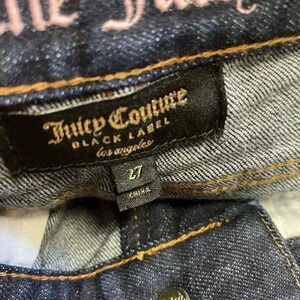 Juicy Couture
BLACK LABEL
los angeles
27
CHINA